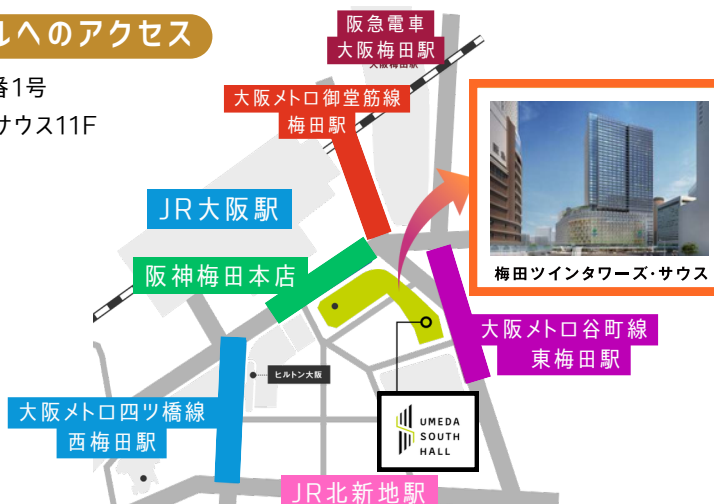 ルへのアクセス
番1号
サウス11F
阪急電車
大阪梅田駅
大阪梅田駅
大阪メトロ御堂筋線
梅田駅
JR大阪駅
阪神梅田本店
梅田ツインタワーズ・サウス
大阪メトロ谷町線
東梅田駅
ヒルトン大阪
大阪メトロ四ツ橋線
西梅田駅
UMEDA
SOUTH
HALL
JR北新地駅